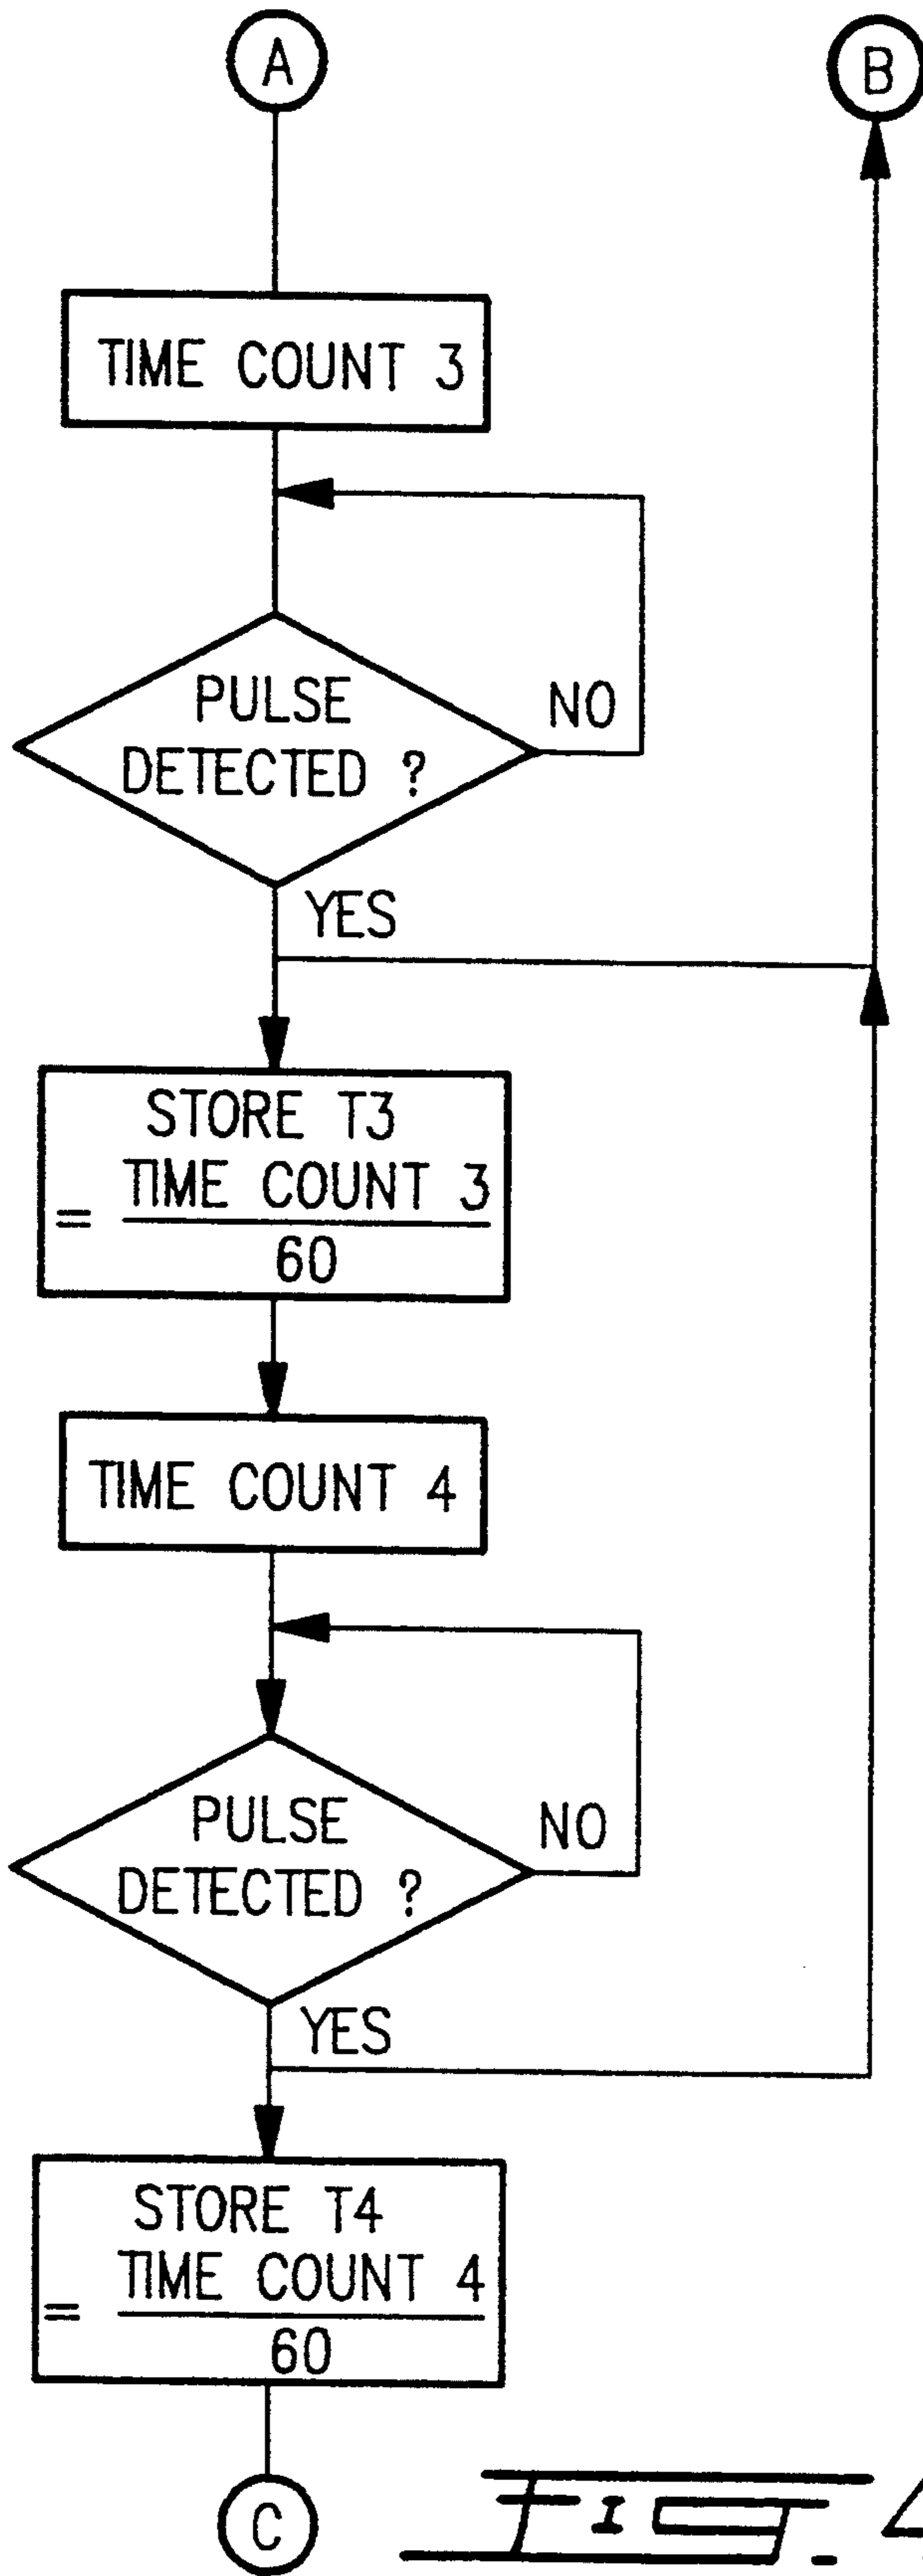 A
B
TIME COUNT 3
PULSE
DETECTED ?
NO
YES
STORE T3
TIME COUNT 3
=
60
TIME COUNT 4
PULSE
DETECTED ?
NO
YES
STORE T4
TIME COUNT 4
=
60
C
FIG.